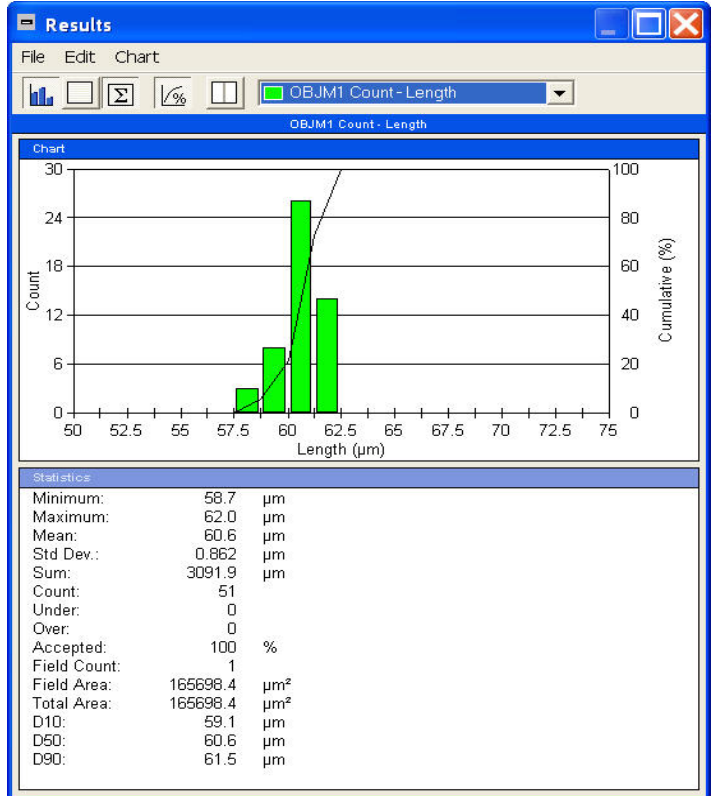 Results
File Edit Chart
Σ % OBJM1 Count - Length
OBJM1 Count - Length
Chart
30 100
24 80
18 60
12 40
6 20
0 0
Count
Cumulative (%)
50 52.5 55 57.5 60 62.5 65 67.5 70 72.5 75
Length (µm)
Statistics
Minimum: 58.7 µm
Maximum: 62.0 µm
Mean: 60.6 µm
Std Dev.: 0.862 µm
Sum: 3091.9 µm
Count: 51
Under: 0
Over: 0
Accepted: 100 %
Field Count: 1
Field Area: 165698.4 µm²
Total Area: 165698.4 µm²
D10: 59.1 µm
D50: 60.6 µm
D90: 61.5 µm